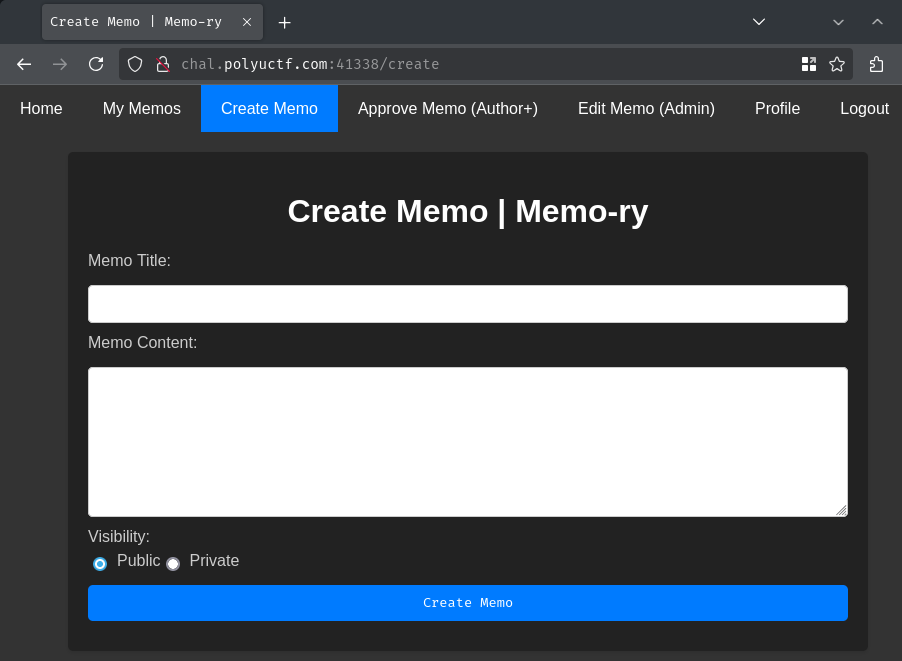 Create Memo | Memo-ry
chal.polyuctf.com:41338/create
Home My Memos Create Memo Approve Memo (Author+) Edit Memo (Admin) Profile Logout
Create Memo | Memo-ry
Memo Title:
Memo Content:
Visibility:
Public Private
Create Memo